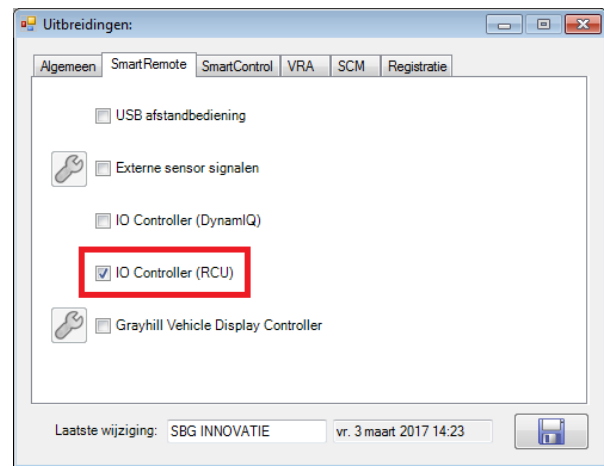 Uitbreidingen:
Algemeen SmartRemote SmartControl VRA SCM Registratie
USB afstandbediening
Externe sensor signalen
IO Controller (DynamIQ)
IO Controller (RCU)
Grayhill Vehicle Display Controller
Laatste wijziging: SBG INNOVATIE vr. 3 maart 2017 14:23